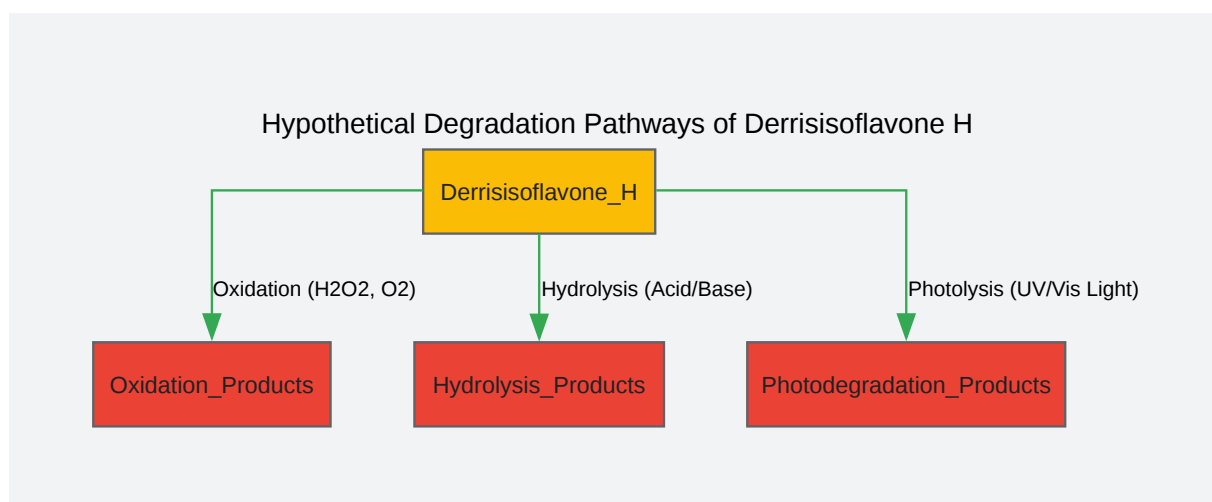 Hypothetical Degradation Pathways of Derrisisoflavone H
Derrisisoflavone_H
Oxidation (H2O2, O2)
Hydrolysis (Acid/Base)
Photolysis (UV/Vis Light)
Oxidation_Products
Hydrolysis_Products
Photodegradation_Products